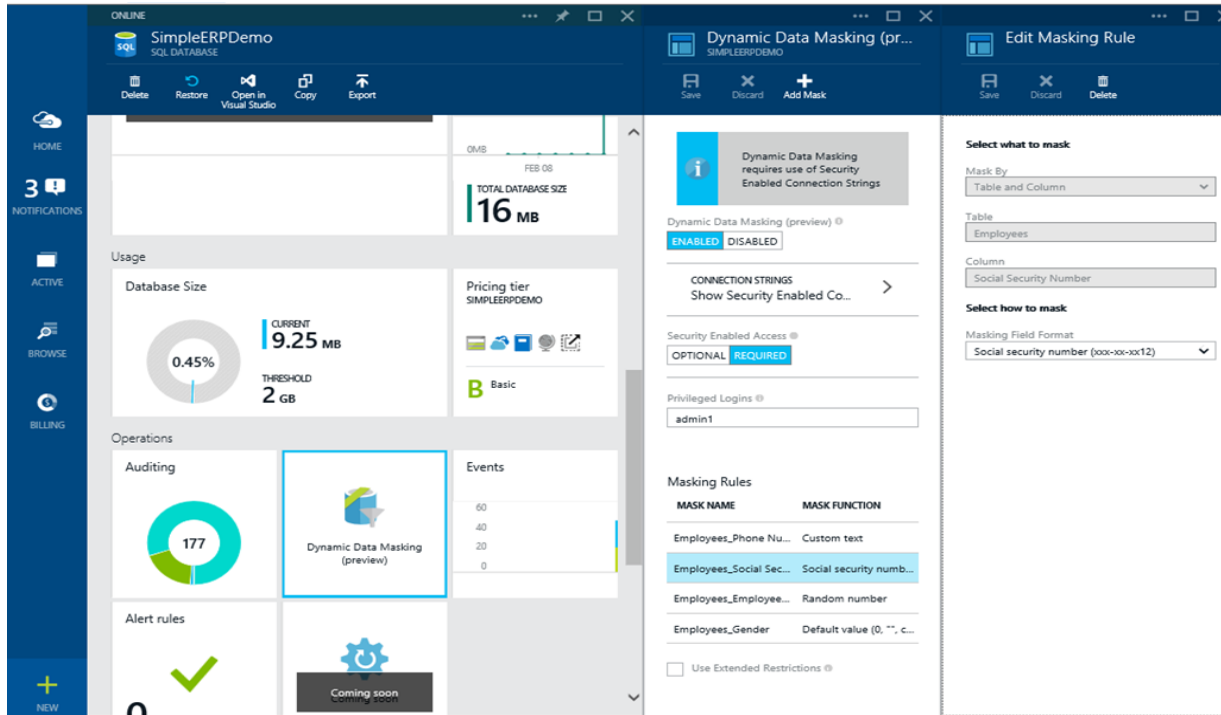 HOME
3
NOTIFICATIONS
ACTIVE
BROWSE
BILLING
NEW
ONLINE
SQL
SimpleERPDemo
SQL DATABASE
Delete
Restore
Open in
Visual Studio
Copy
Export
0MB
FEB 08
TOTAL DATABASE SIZE
16 MB
Usage
Database Size
0.45%
CURRENT
9.25 MB
THRESHOLD
2 GB
Pricing tier
SIMPLEERPDEMO
B Basic
Operations
Auditing
177
Dynamic Data Masking
(preview)
Events
60
40
20
0
Alert rules
0
Coming soon
Coming soon
Dynamic Data Masking (pr...
SIMPLEERPDEMO
Save
Discard
Add Mask
Dynamic Data Masking
requires use of Security
Enabled Connection Strings
Dynamic Data Masking (preview)
ENABLED DISABLED
CONNECTION STRINGS
Show Security Enabled Co...
Security Enabled Access
OPTIONAL REQUIRED
Privileged Logins
admin1
Masking Rules
MASK NAME MASK FUNCTION
Employees_Phone Nu... Custom text
Employees_Social Sec... Social security numb...
Employees_Employee... Random number
Employees_Gender Default value (0, "", c...
Use Extended Restrictions
Edit Masking Rule
Save
Discard
Delete
Select what to mask
Mask By
Table and Column
Table
Employees
Column
Social Security Number
Select how to mask
Masking Field Format
Social security number (xxx-xx-xx12)